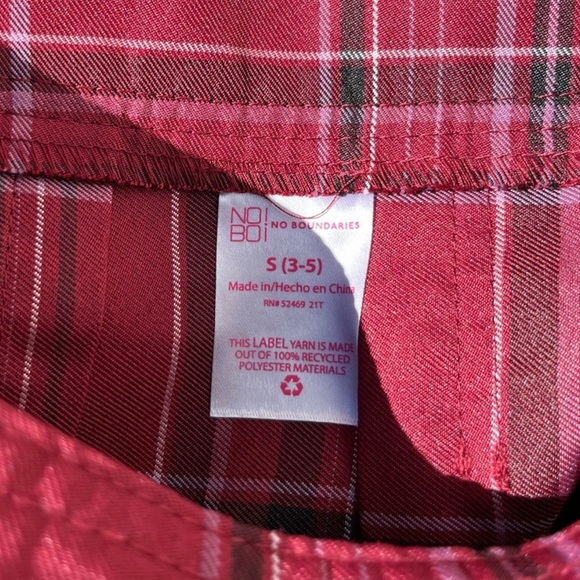 NO!
BOi NO BOUNDARIES
S (3-5)
Made in/Hecho en China
RN# 52469 21T
THIS LABEL YARN IS MADE
OUT OF 100% RECYCLED
POLYESTER MATERIALS